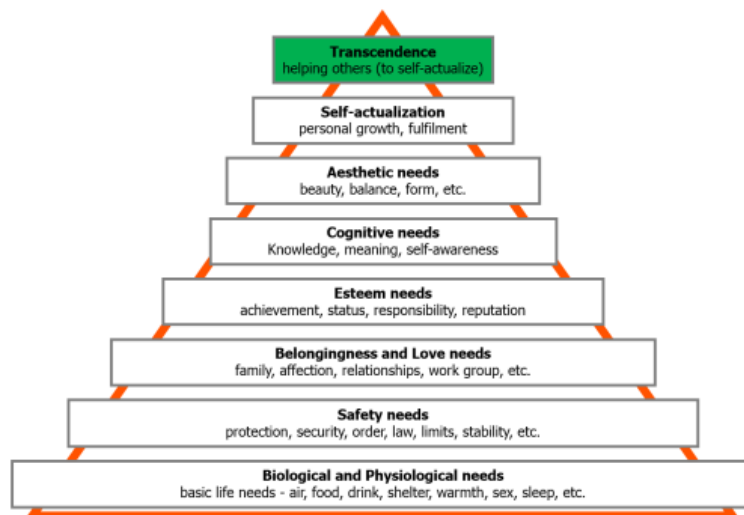 Transcendence
helping others (to self-actualize)
Self-actualization
personal growth, fulfilment
Aesthetic needs
beauty, balance, form, etc.
Cognitive needs
Knowledge, meaning, self-awareness
Esteem needs
achievement, status, responsibility, reputation
Belongingness and Love needs
family, affection, relationships, work group, etc.
Safety needs
protection, security, order, law, limits, stability, etc.
Biological and Physiological needs
basic life needs - air, food, drink, shelter, warmth, sex, sleep, etc.